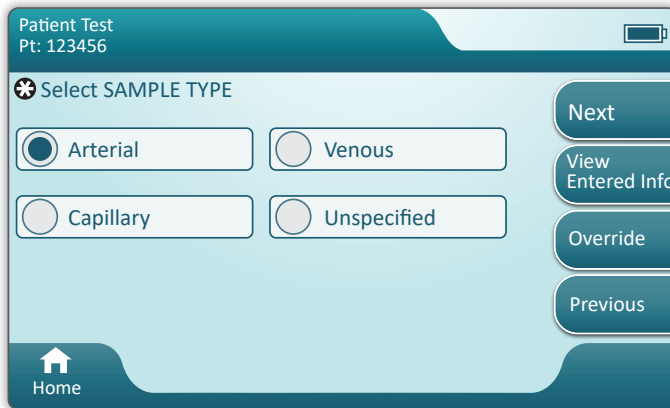 Patient Test
Pt: 123456
Select SAMPLE TYPE
Arterial
Venous
Capillary
Unspecified
Next
View
Entered Info
Override
Previous
Home